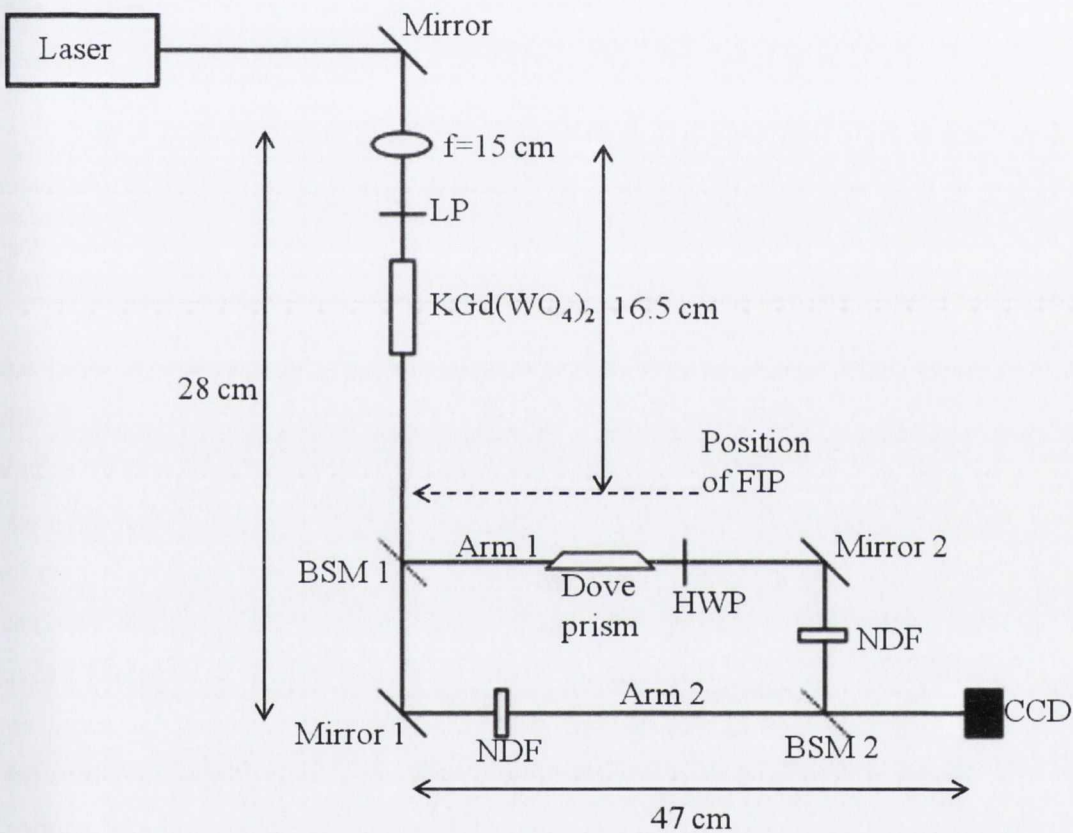 Mirror
Laser
f=15 cm
LP
KGd(WO₄)₂
16.5 cm
28 cm
Position
of FIP
Arm 1
Mirror 2
BSM 1
Dove
prism
HWP
NDF
Arm 2
CCD
Mirror 1
NDF
BSM 2
47 cm